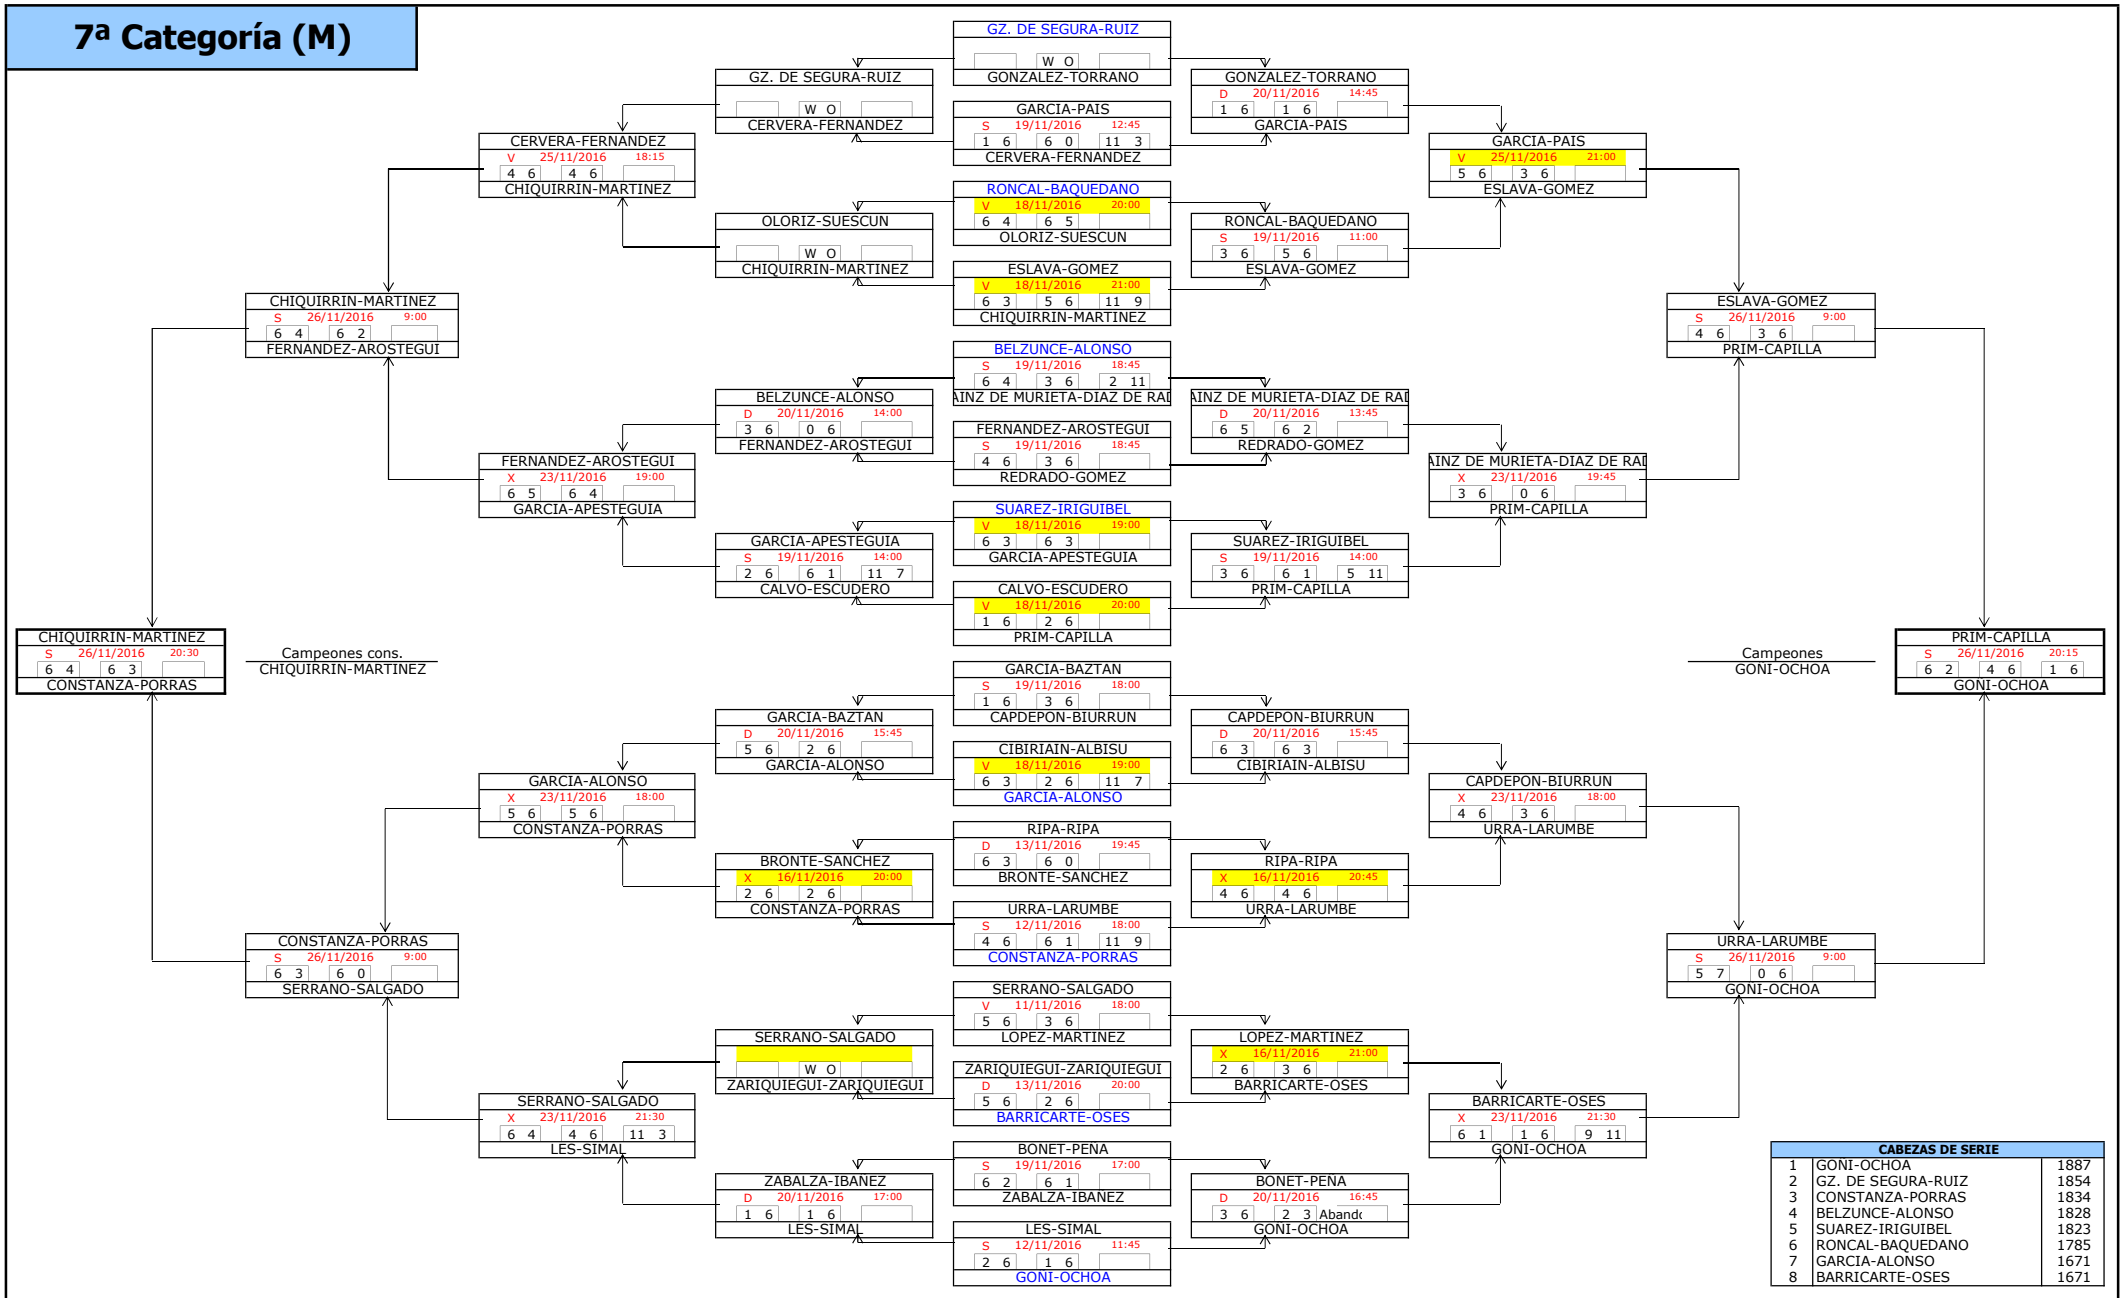 7ª Categoría (M)
CHIQUIRRIN-MARTINEZ
S 26/11/2016 20:30
6 4 6 3
CONSTANZA-PORRAS
Campeones cons.
CHIQUIRRIN-MARTINEZ
CHIQUIRRIN-MARTINEZ
S 26/11/2016 9:00
6 4 6 2
FERNANDEZ-AROSTEGUI
CONSTANZA-PORRAS
S 26/11/2016 9:00
6 3 6 0
SERRANO-SALGADO
CERVERA-FERNANDEZ
V 25/11/2016 18:15
4 6 4 6
CHIQUIRRIN-MARTINEZ
FERNANDEZ-AROSTEGUI
X 23/11/2016 19:00
6 5 6 4
GARCIA-APESTEGUIA
GARCIA-ALONSO
X 23/11/2016 18:00
5 6 5 6
CONSTANZA-PORRAS
SERRANO-SALGADO
X 23/11/2016 21:30
6 4 4 6 11 3
LES-SIMAL
GZ. DE SEGURA-RUIZ
W O
CERVERA-FERNANDEZ
OLORIZ-SUESCUN
W O
CHIQUIRRIN-MARTINEZ
BELZUNCE-ALONSO
D 20/11/2016 14:00
3 6 0 6
FERNANDEZ-AROSTEGUI
GARCIA-APESTEGUIA
S 19/11/2016 14:00
2 6 6 1 11 7
CALVO-ESCUDERO
GARCIA-BAZTAN
D 20/11/2016 15:45
5 6 2 6
GARCIA-ALONSO
BRONTE-SANCHEZ
X 16/11/2016 20:00
2 6 2 6
CONSTANZA-PORRAS
SERRANO-SALGADO
W O
ZARIQUIEGUI-ZARIQUIEGUI
ZABALZA-IBAÑEZ
D 20/11/2016 17:00
1 6 1 6
LES-SIMAL
GZ. DE SEGURA-RUIZ
W O
GONZALEZ-TORRANO
GARCIA-PAIS
S 19/11/2016 12:45
1 6 6 0 11 3
CERVERA-FERNANDEZ
RONCAL-BAQUEDANO
V 18/11/2016 20:00
6 4 6 5
OLORIZ-SUESCUN
ESLAVA-GOMEZ
V 18/11/2016 21:00
6 3 5 6 11 9
CHIQUIRRIN-MARTINEZ
BELZUNCE-ALONSO
S 19/11/2016 18:45
6 4 3 6 2 11
AINZ DE MURIETA-DIAZ DE RAD
FERNANDEZ-AROSTEGUI
S 19/11/2016 18:45
4 6 3 6
REDRADO-GOMEZ
SUAREZ-IRIGUIBEL
V 18/11/2016 19:00
6 3 6 3
GARCIA-APESTEGUIA
CALVO-ESCUDERO
V 18/11/2016 20:00
1 6 2 6
PRIM-CAPILLA
GARCIA-BAZTAN
S 19/11/2016 18:00
1 6 3 6
CAPDEPON-BIURRUN
CIBIRIAIN-ALBISU
V 18/11/2016 19:00
6 3 2 6 11 7
GARCIA-ALONSO
RIPA-RIPA
D 13/11/2016 19:45
6 3 6 0
BRONTE-SANCHEZ
URRA-LARUMBE
S 12/11/2016 18:00
4 6 6 1 11 9
CONSTANZA-PORRAS
SERRANO-SALGADO
V 11/11/2016 18:00
5 6 3 6
LOPEZ-MARTINEZ
ZARIQUIEGUI-ZARIQUIEGUI
D 13/11/2016 20:00
5 6 2 6
BARRICARTE-OSES
BONET-PEÑA
S 19/11/2016 17:00
6 2 6 1
ZABALZA-IBAÑEZ
LES-SIMAL
S 12/11/2016 11:45
2 6 1 6
GOÑI-OCHOA
GONZALEZ-TORRANO
D 20/11/2016 14:45
1 6 1 6
GARCIA-PAIS
RONCAL-BAQUEDANO
S 19/11/2016 11:00
3 6 5 6
ESLAVA-GOMEZ
AINZ DE MURIETA-DIAZ DE RAD
D 20/11/2016 13:45
6 5 6 2
REDRADO-GOMEZ
SUAREZ-IRIGUIBEL
S 19/11/2016 14:00
3 6 6 1 5 11
PRIM-CAPILLA
CAPDEPON-BIURRUN
D 20/11/2016 15:45
6 3 6 3
CIBIRIAIN-ALBISU
RIPA-RIPA
X 16/11/2016 20:45
4 6 4 6
URRA-LARUMBE
LOPEZ-MARTINEZ
X 16/11/2016 21:00
2 6 3 6
BARRICARTE-OSES
BONET-PEÑA
D 20/11/2016 16:45
3 6 2 3 Abando
GOÑI-OCHOA
GARCIA-PAIS
V 25/11/2016 21:00
5 6 3 6
ESLAVA-GOMEZ
AINZ DE MURIETA-DIAZ DE RAD
X 23/11/2016 19:45
3 6 0 6
PRIM-CAPILLA
CAPDEPON-BIURRUN
X 23/11/2016 18:00
4 6 3 6
URRA-LARUMBE
BARRICARTE-OSES
X 23/11/2016 21:30
6 1 1 6 9 11
GOÑI-OCHOA
ESLAVA-GOMEZ
S 26/11/2016 9:00
4 6 3 6
PRIM-CAPILLA
URRA-LARUMBE
S 26/11/2016 9:00
5 7 0 6
GOÑI-OCHOA
Campeones
GOÑI-OCHOA
PRIM-CAPILLA
S 26/11/2016 20:15
6 2 4 6 1 6
GOÑI-OCHOA
CABEZAS DE SERIE
1 GOÑI-OCHOA 1887
2 GZ. DE SEGURA-RUIZ 1854
3 CONSTANZA-PORRAS 1834
4 BELZUNCE-ALONSO 1828
5 SUAREZ-IRIGUIBEL 1823
6 RONCAL-BAQUEDANO 1785
7 GARCIA-ALONSO 1671
8 BARRICARTE-OSES 1671